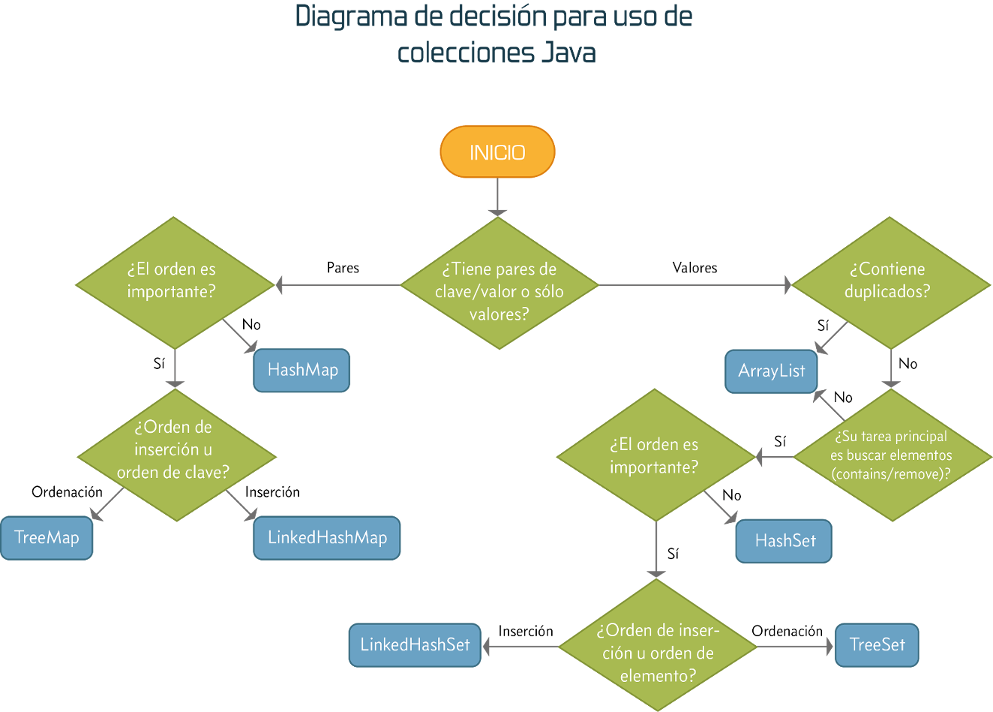 Diagrama de decisión para uso de
colecciones Java
INICIO
¿Tiene pares de
clave/valor o sólo
valores?
Pares
Valores
¿El orden es
importante?
No
HashMap
Sí
¿Orden de
inserción u
orden de clave?
Ordenación
Inserción
TreeMap
LinkedHashMap
¿Contiene
duplicados?
Sí
ArrayList
No
No
¿Su tarea principal
es buscar elementos
(contains/remove)?
Sí
¿El orden es
importante?
No
HashSet
Sí
¿Orden de inser-
ción u orden de
elemento?
Inserción
LinkedHashSet
Ordenación
TreeSet